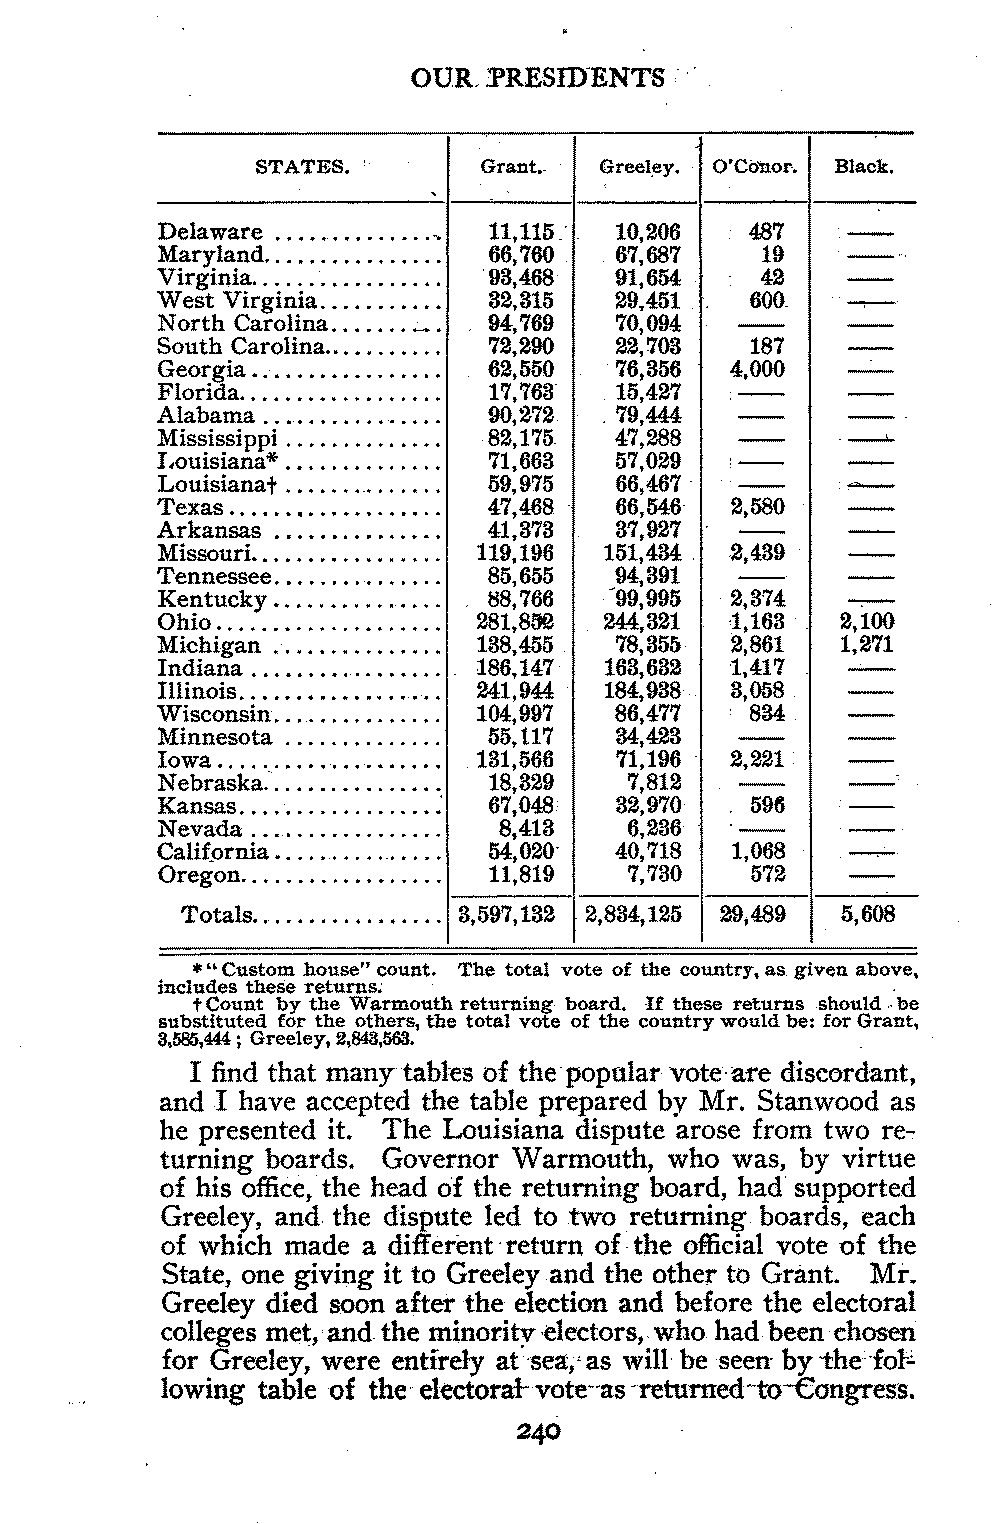 OUR PRESIDENTS
STATES. Grant. Greeley. O'Conor. Black.
Delaware ............... 11,115 10,206 487 ——
Maryland................ 66,760 67,687 19 ——
Virginia................. 93,468 91,654 42 ——
West Virginia........... 32,315 29,451 600 ——
North Carolina.......... 94,769 70,094 —— ——
South Carolina........... 72,290 22,703 187 ——
Georgia ................. 62,550 76,356 4,000 ——
Florida.................. 17,763 15,427 —— ——
Alabama ................ 90,272 79,444 —— ——
Mississippi .............. 82,175 47,288 —— ——
Louisiana* .............. 71,663 57,029 —— ——
Louisiana† .............. 59,975 66,467 —— ——
Texas ................... 47,468 66,546 2,580 ——
Arkansas ............... 41,373 37,927 —— ——
Missouri................. 119,196 151,434 2,439 ——
Tennessee............... 85,655 94,391 —— ——
Kentucky ............... 88,766 99,995 2,374 ——
Ohio .................... 281,852 244,321 1,163 2,100
Michigan ............... 138,455 78,355 2,861 1,271
Indiana ................. 186,147 163,632 1,417 ——
Illinois.................. 241,944 184,938 3,058 ——
Wisconsin............... 104,997 86,477 834 ——
Minnesota .............. 55,117 34,423 —— ——
Iowa .................... 131,566 71,196 2,221 ——
Nebraska................ 18,329 7,812 —— ——
Kansas.................. 67,048 32,970 596 ——
Nevada ................. 8,413 6,236 —— ——
California ............... 54,020 40,718 1,068 ——
Oregon.................. 11,819 7,730 572 ——
Totals................. 3,597,132 2,834,125 29,489 5,608
*"Custom house" count. The total vote of the country, as given above,
includes these returns.
†Count by the Warmouth returning board. If these returns should be
substituted for the others, the total vote of the country would be: for Grant,
3,585,444; Greeley, 2,843,563.
I find that many tables of the popular vote are discordant,
and I have accepted the table prepared by Mr. Stanwood as
he presented it. The Louisiana dispute arose from two re-
turning boards. Governor Warmouth, who was, by virtue
of his office, the head of the returning board, had supported
Greeley, and the dispute led to two returning boards, each
of which made a different return of the official vote of the
State, one giving it to Greeley and the other to Grant. Mr.
Greeley died soon after the election and before the electoral
colleges met, and the minority electors, who had been chosen
for Greeley, were entirely at sea, as will be seen by the fol-
lowing table of the electoral vote as returned to Congress.
240